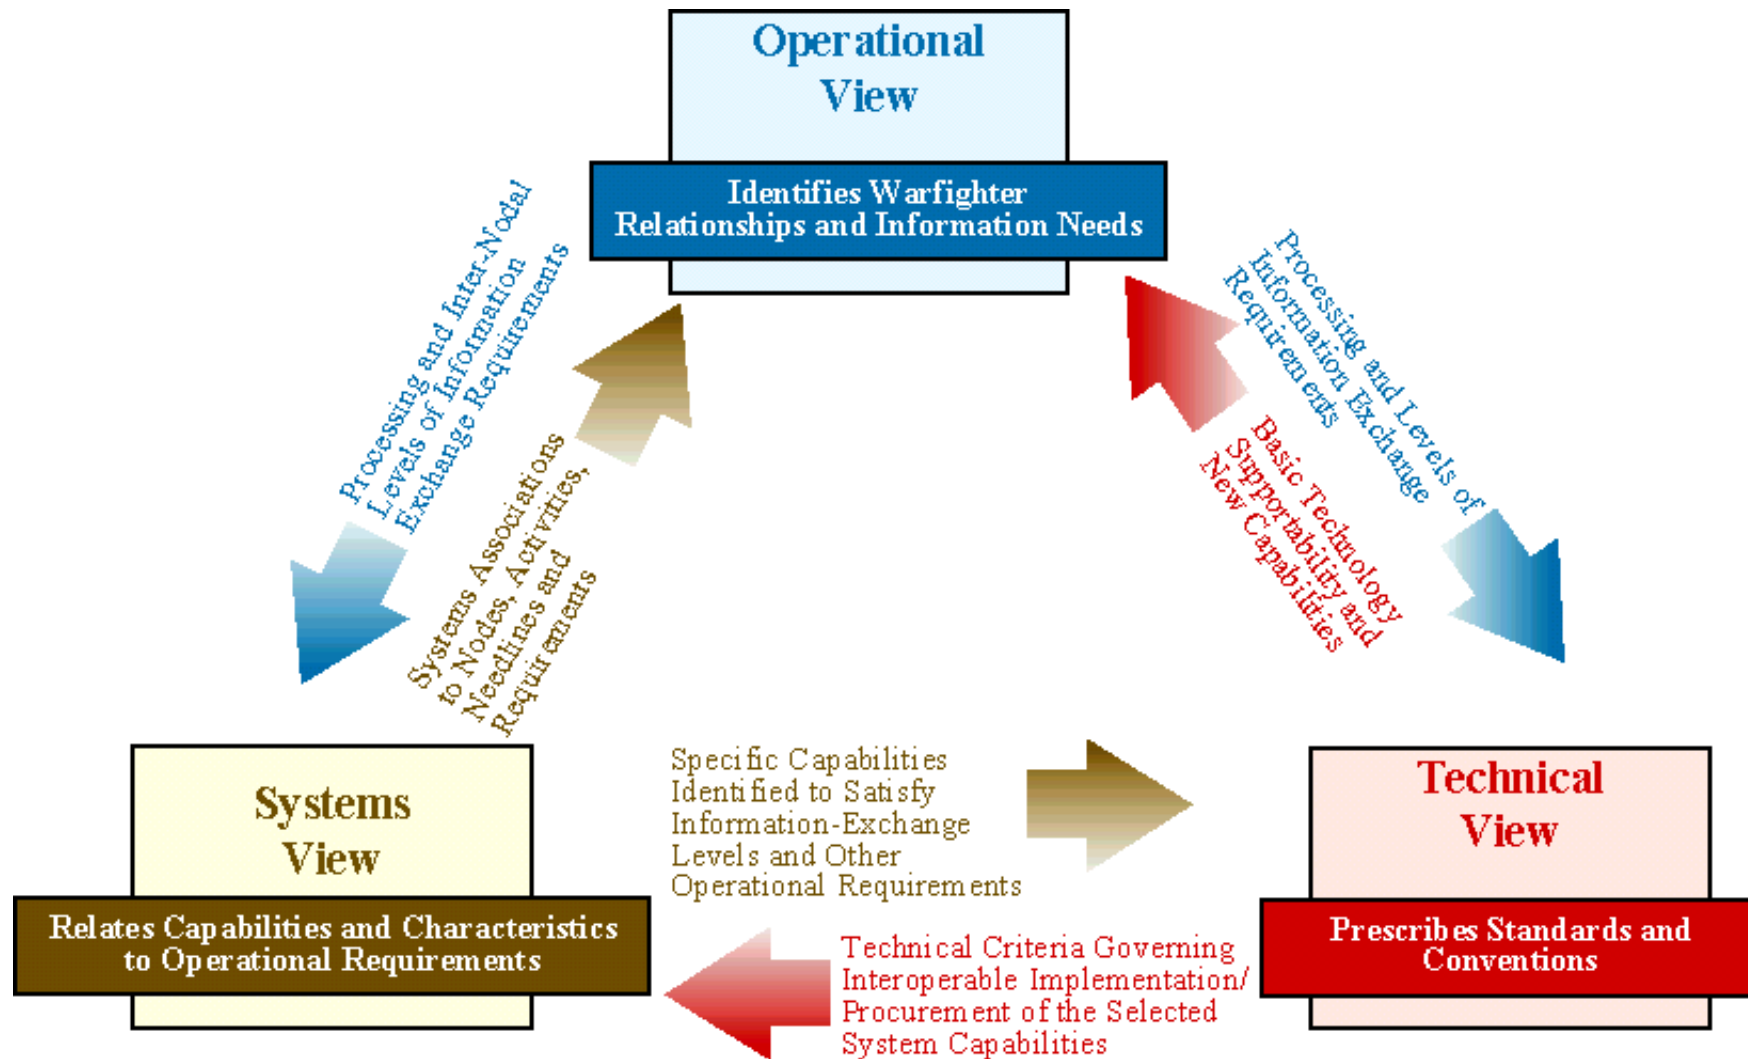 Operational
View
Identifies Warfighter
Relationships and Information Needs
Processing and Inter-Nodal
Levels of Information
Exchange Requirements
Systems Associations
to Nodes, Activities,
Needlines and
Requirements
Processing and Levels of
Information Exchange
Requirements
Basic Technology
Supportability and
New Capabilities
Systems
View
Relates Capabilities and Characteristics
to Operational Requirements
Specific Capabilities
Identified to Satisfy
Information-Exchange
Levels and Other
Operational Requirements
Technical Criteria Governing
Interoperable Implementation/
Procurement of the Selected
System Capabilities
Technical
View
Prescribes Standards and
Conventions